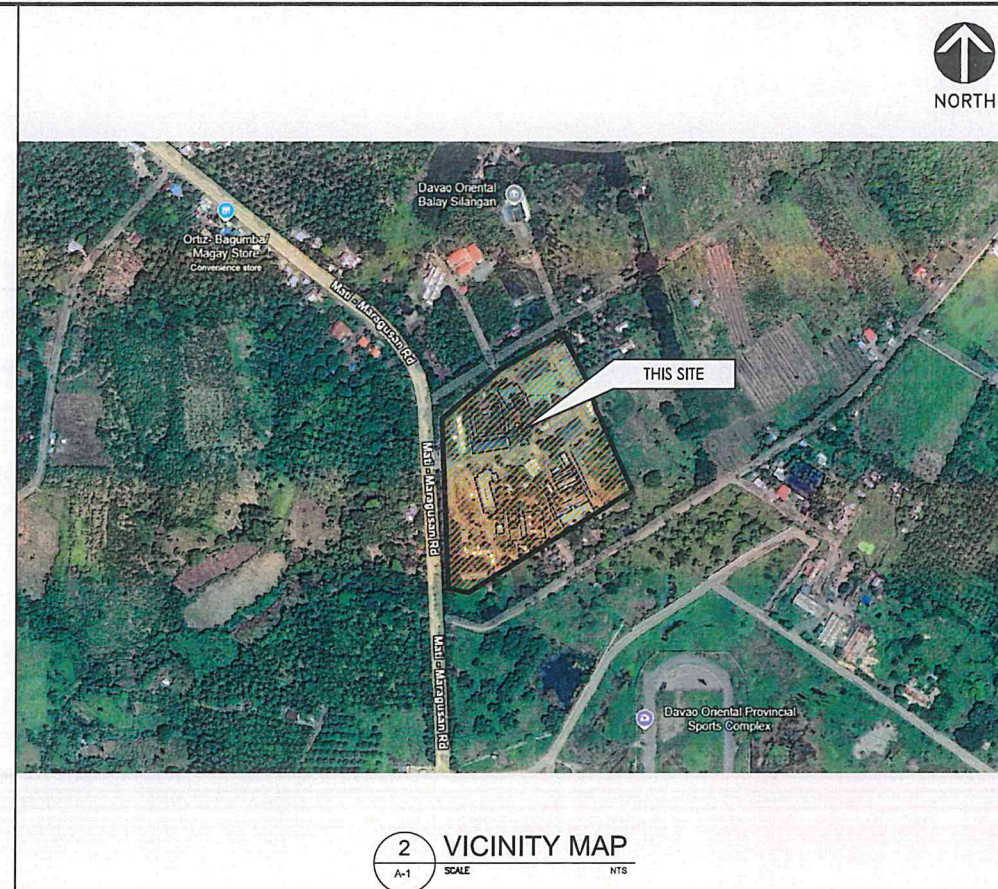 NORTH
Davao Oriental
Balay Silangan
Ortiz- Bagumba/
Magay Store
Convenience store
Mati - Maragusan Rd
THIS SITE
Mati - Maragusan Rd
Mati - Maragusan Rd
Davao Oriental Provincial
Sports Complex
2
A-1
VICINITY MAP
SCALE
NTS